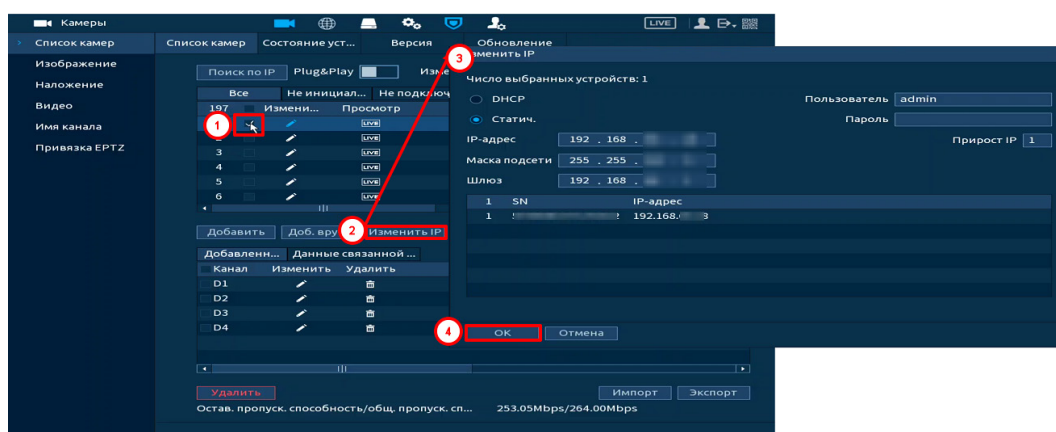 Камеры LIVE
Список камер
Изображение
Наложение
Видео
Имя канала
Привязка EPTZ
Список камер Состояние уст... Версия Обновление
Поиск по IP Plug&Play Изме
Все Не инициал... Не подключ
197 Измени... Просмотр
1 LIVE
LIVE
3 LIVE
4 LIVE
5 LIVE
6 LIVE
Добавить Доб. вру 2 Изменить IP
Добавленн... Данные связанной ...
Канал Изменить Удалить
D1
D2
D3
D4
Удалить Импорт Экспорт
Остав. пропуск. способность/общ. пропуск. сп... 253.05Mbps/264.00Mbps
3
зменить IP
Число выбранных устройств: 1
DHCP Пользователь admin
Статич. Пароль
IP-адрес 192 . 168 . Прирост IP 1
Маска подсети 255 . 255 .
Шлюз 192 . 168 .
1 SN IP-адрес
1 192.168.
4 OK Отмена